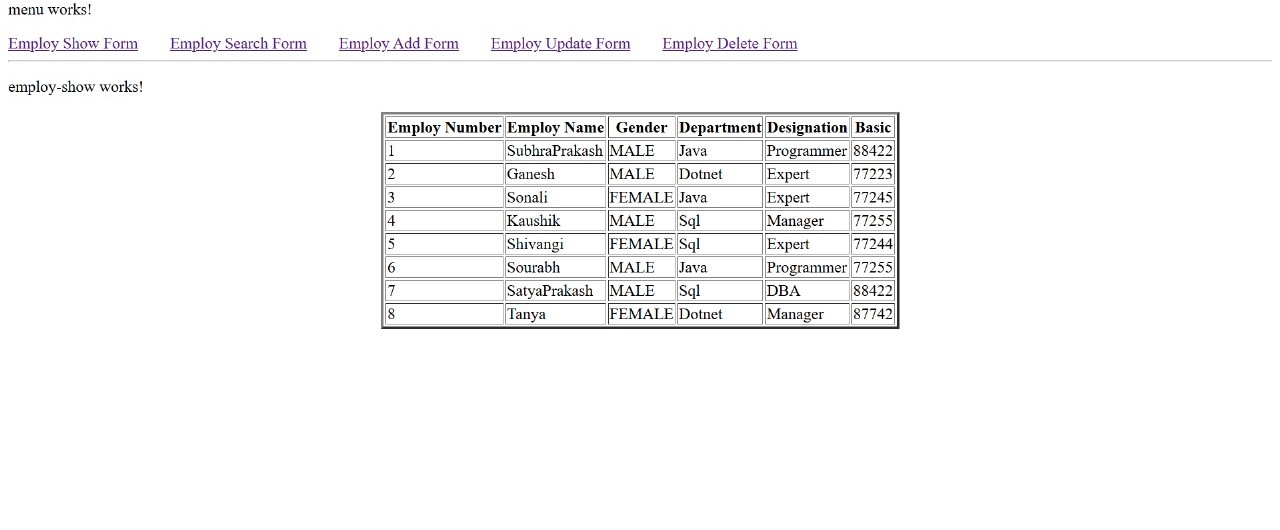 menu works!
Employ Show Form Employ Search Form Employ Add Form Employ Update Form Employ Delete Form
employ-show works!
Employ Number Employ Name Gender Department Designation Basic
1 SubhraPrakash MALE Java Programmer 88422
2 Ganesh MALE Dotnet Expert 77223
3 Sonali FEMALE Java Expert 77245
4 Kaushik MALE Sql Manager 77255
5 Shivangi FEMALE Sql Expert 77244
6 Sourabh MALE Java Programmer 77255
7 SatyaPrakash MALE Sql DBA 88422
8 Tanya FEMALE Dotnet Manager 87742